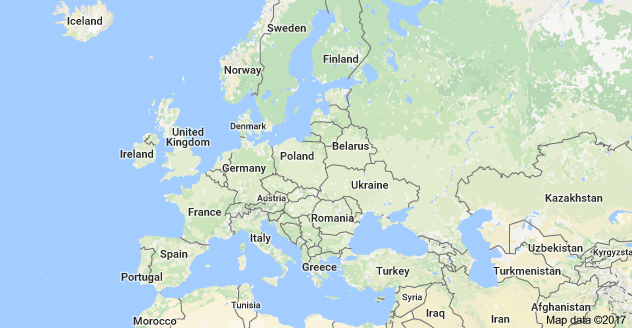 Iceland
Sweden
Finland
Norway
Denmark
United
Kingdom
Ireland
Poland
Belarus
Germany
Ukraine
Austria
Kazakhstan
France
Romania
Italy
Uzbekistan
Kyrgyzst
Spain
Portugal
Greece
Turkey
Turkmenistan
Syria
Tunisia
Iraq
Iran
Afghanistan
Morocco
Map data ©2017